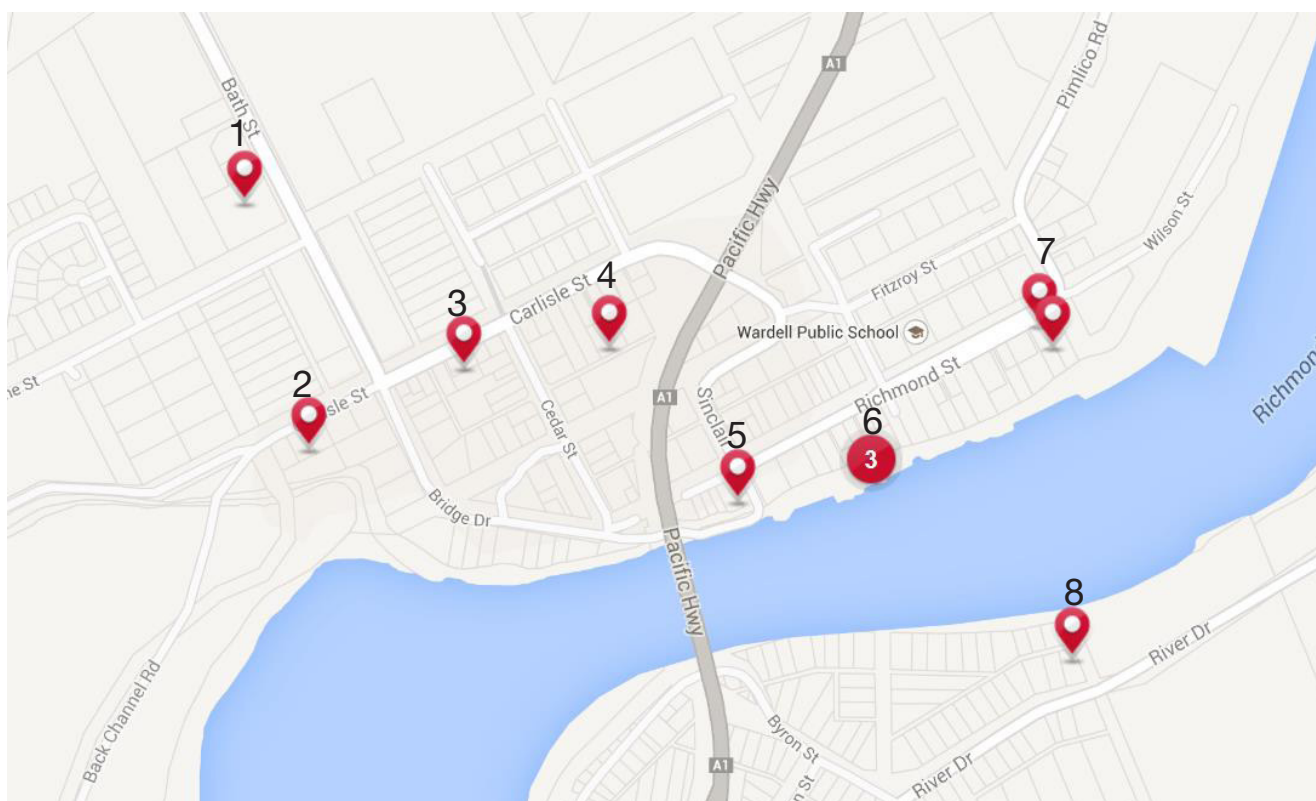 A1
Bath St
Pimlico Rd
1
Pacific Hwy
Wilson St
7
4
Carlisle St
Fitzroy St
3
Wardell Public School
Richmond St
2
A1
Sinclair
Cedar St
5
6
3
Bridge Dr
Pacific Hwy
8
River Dr
Back Channel Rd
Byron St
A1
River Dr